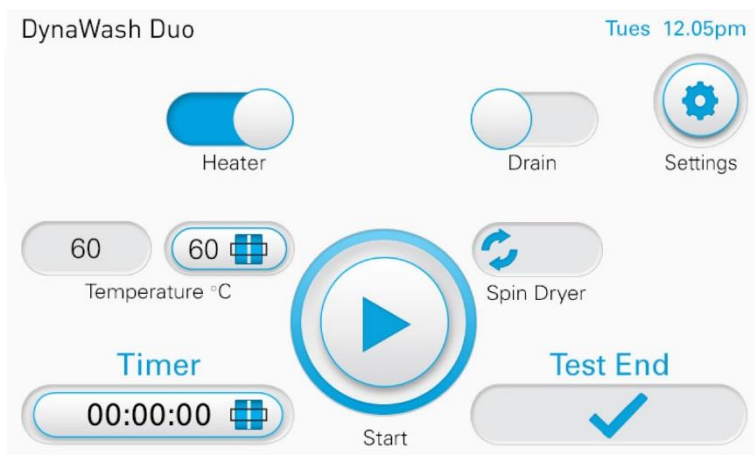 DynaWash Duo
Tues 12.05pm
Heater
Drain
Settings
60
60
Temperature °C
Spin Dryer
Timer
Test End
00:00:00
Start